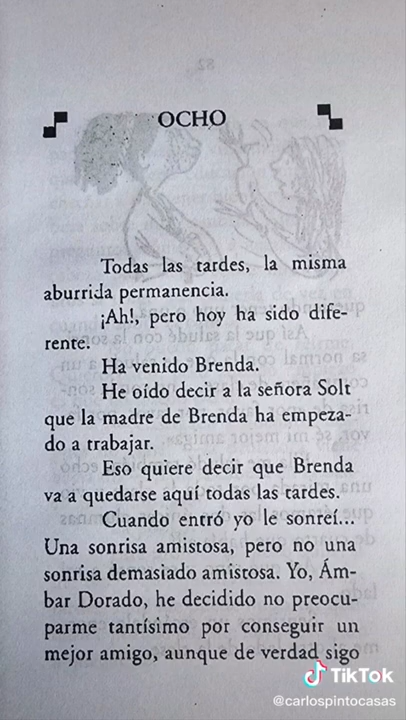 OCHO
Todas las tardes, la misma
aburrida permanencia.
¡Ah!, pero hoy ha sido dife-
rente.
Ha venido Brenda.
He oído decir a la señora Solt
que la madre de Brenda ha empeza-
do a trabajar.
Eso quiere decir que Brenda
va a quedarse aquí todas las tardes.
Cuando entró yo le sonreí...
Una sonrisa amistosa, pero no una
sonrisa demasiado amistosa. Yo, Ám-
bar Dorado, he decidido no preocu-
parme tantísimo por conseguir un
mejor amigo, aunque de verdad sigo
TikTok
@carlospintocasas